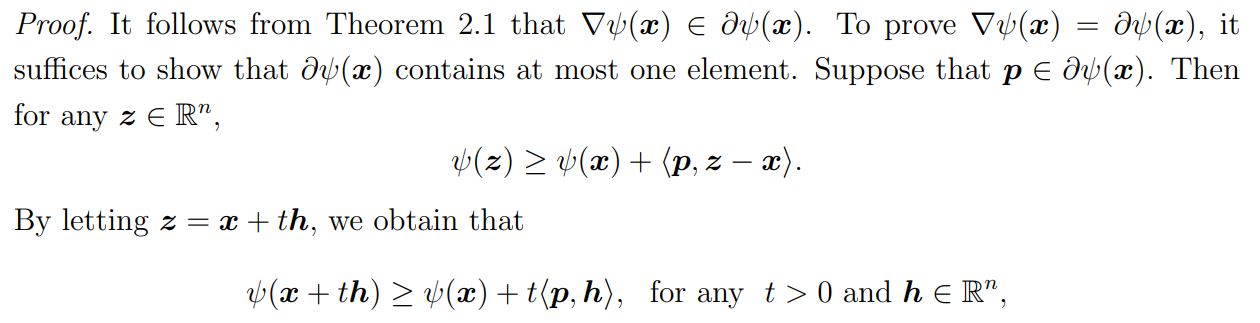 Proof. It follows from Theorem 2.1 that ∇ψ(x) ∈ ∂ψ(x). To prove ∇ψ(x) = ∂ψ(x), it
suffices to show that ∂ψ(x) contains at most one element. Suppose that p ∈ ∂ψ(x). Then
for any z ∈ ℝⁿ,
ψ(z) ≥ ψ(x) + ⟨p, z − x⟩.
By letting z = x + th, we obtain that
ψ(x + th) ≥ ψ(x) + t⟨p, h⟩, for any t > 0 and h ∈ ℝⁿ,